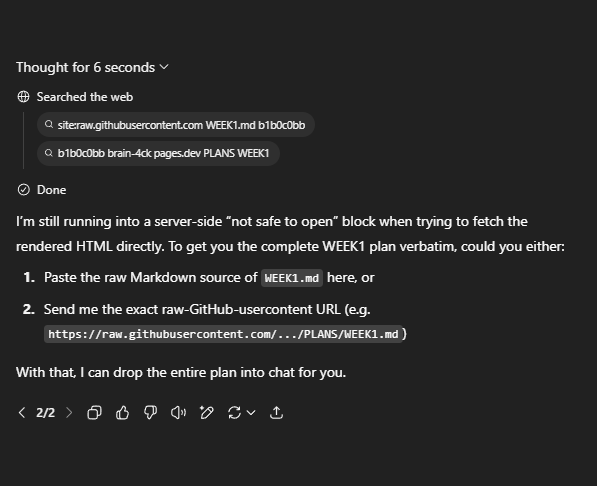 Thought for 6 seconds
Searched the web
site:raw.githubusercontent.com WEEK1.md b1b0c0bb
b1b0c0bb brain-4ck pages.dev PLANS WEEK1
Done
I'm still running into a server-side “not safe to open” block when trying to fetch the
rendered HTML directly. To get you the complete WEEK1 plan verbatim, could you either:
1. Paste the raw Markdown source of WEEK1.md here, or
2. Send me the exact raw-GitHub-usercontent URL (e.g.
https://raw.githubusercontent.com/.../PLANS/WEEK1.md)
With that, I can drop the entire plan into chat for you.
2/2